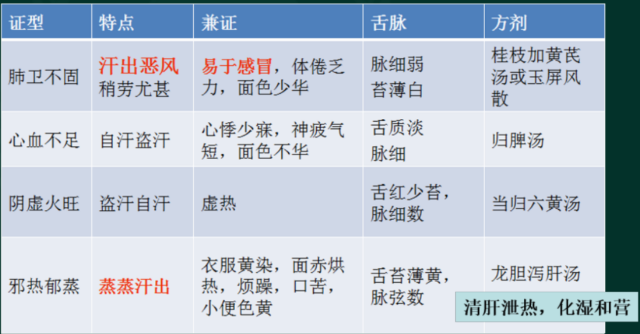 证型 特点 兼证 舌脉 方剂
肺卫不固
汗出恶风
稍劳尤甚
易于感冒，体倦乏
力，面色少华
脉细弱
苔薄白
桂枝加黄芪
汤或玉屏风
散
心血不足
自汗盗汗
心悸少寐，神疲气
短，面色不华
舌质淡
脉细
归脾汤
阴虚火旺
盗汗自汗
虚热
舌红少苔，
脉细数
当归六黄汤
邪热郁蒸
蒸蒸汗出
衣服黄染，面赤烘
热，烦躁，口苦，
小便色黄
舌苔薄黄，
脉弦数
龙胆泻肝汤
清肝泄热，化湿和营